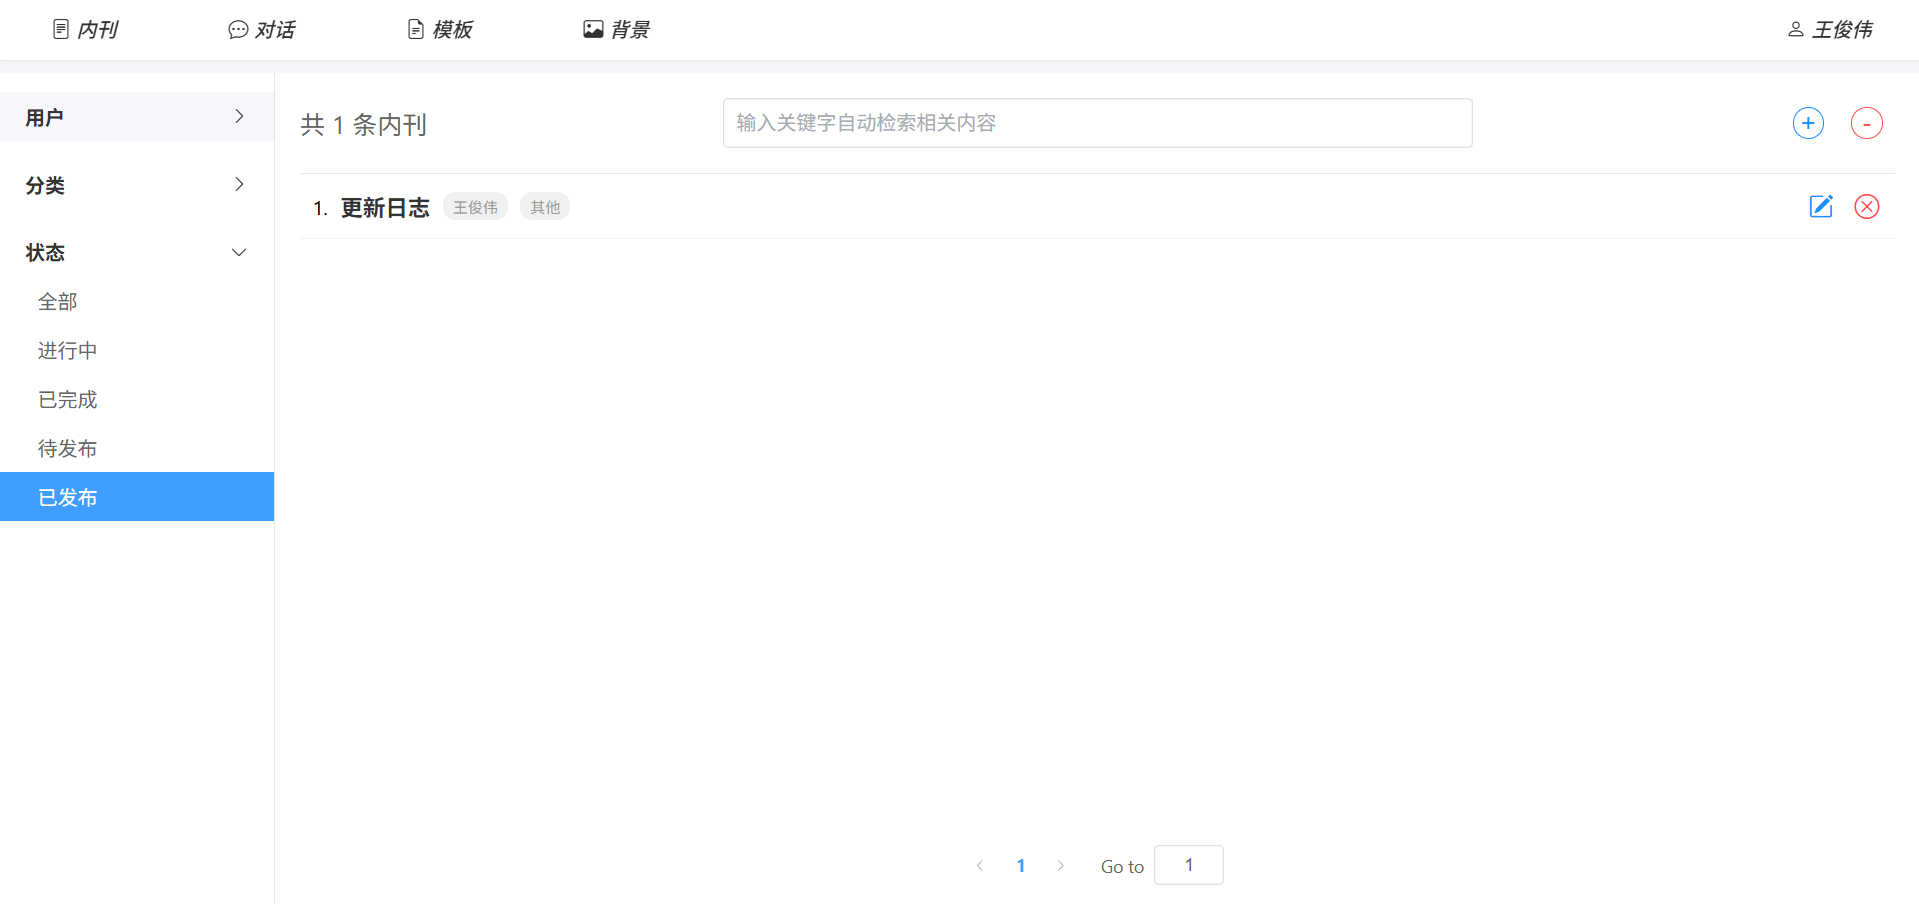 内刊 对话 模板 背景 王俊伟
用户
分类
状态
全部
进行中
已完成
待发布
已发布
共 1 条内刊 输入关键字自动检索相关内容 + -
1. 更新日志 王俊伟 其他
1 Go to 1